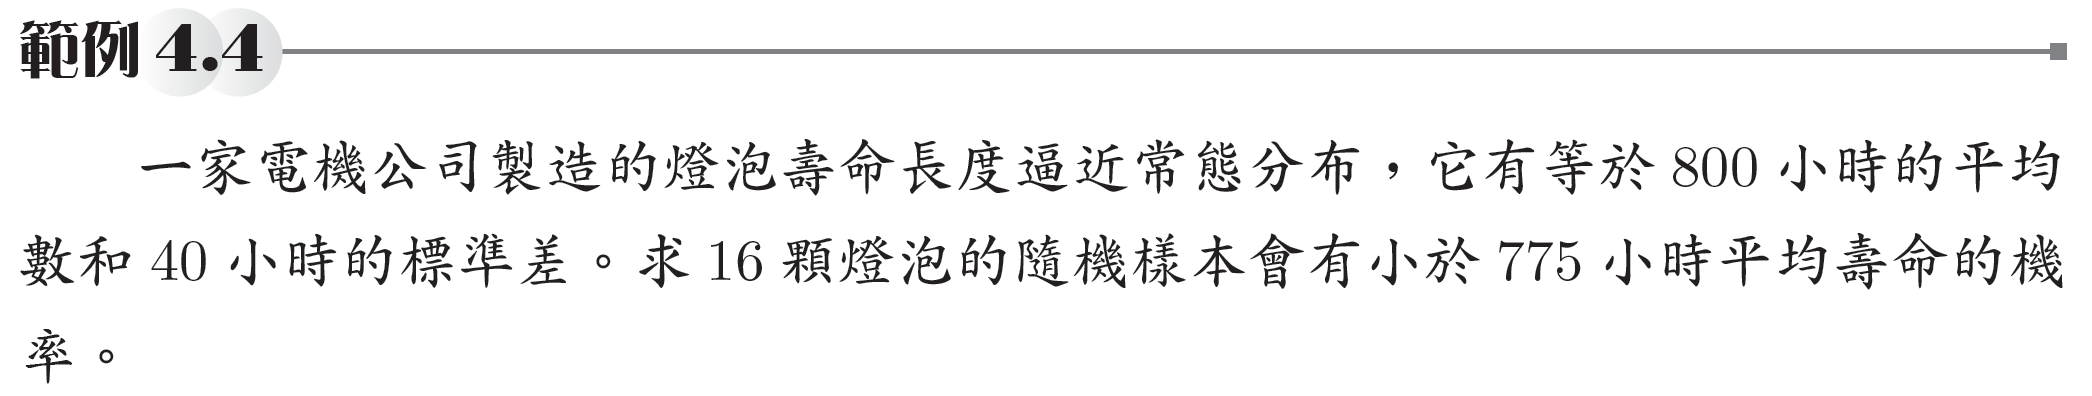 範例 4.4
一家電機公司製造的燈泡壽命長度逼近常態分布，它有等於 800 小時的平均
數和 40 小時的標準差。求 16 顆燈泡的隨機樣本會有小於 775 小時平均壽命的機
率。